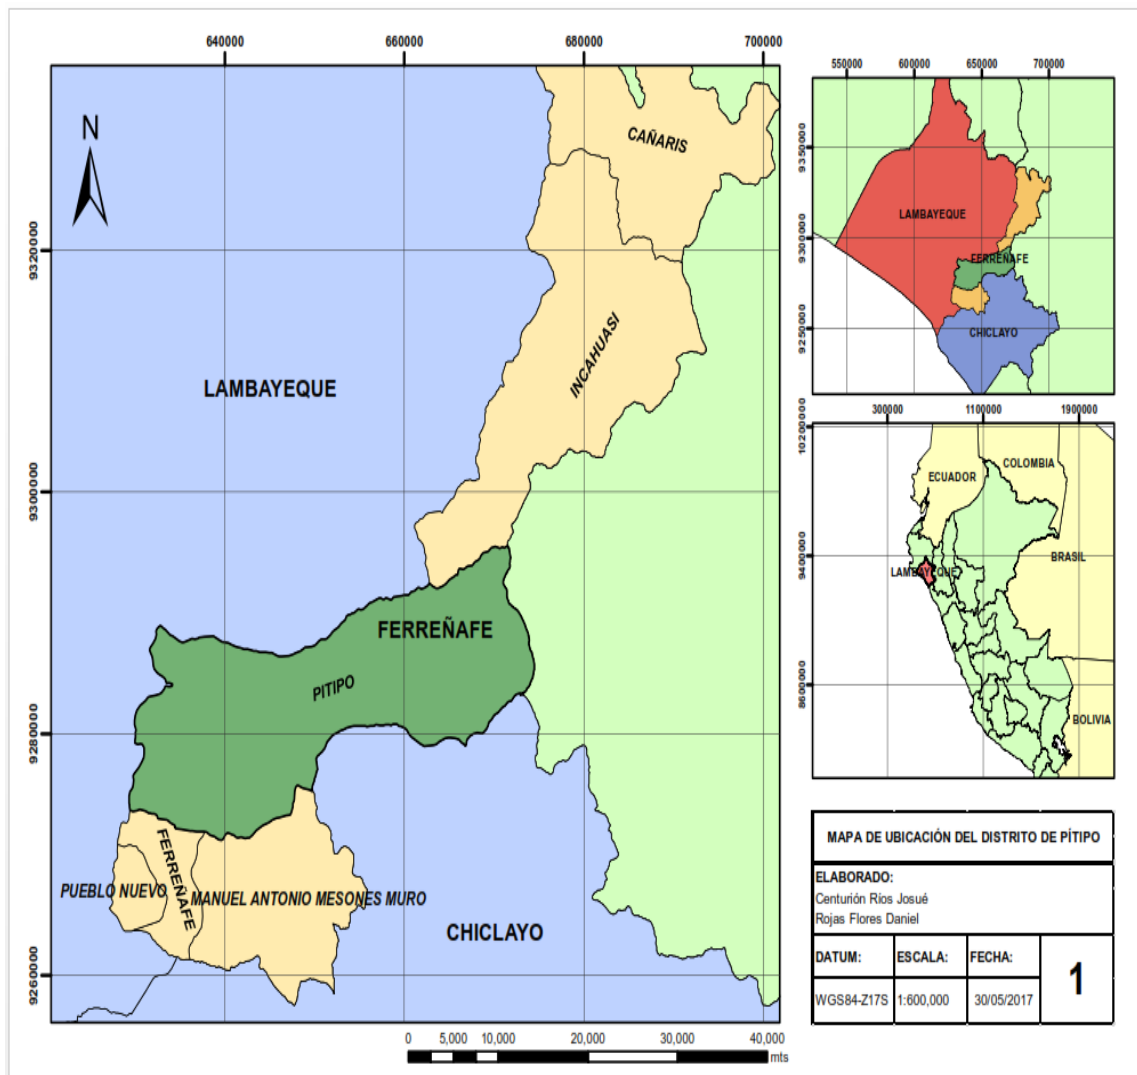 640000
660000
680000
700000
N
CAÑARIS
9320000
INCAHUASI
LAMBAYEQUE
9300000
FERREÑAFE
PITIPO
9280000
FERREÑAFE
PUEBLO NUEVO
MANUEL ANTONIO MESONES MURO
CHICLAYO
9260000
0 5,000 10,000 20,000 30,000 40,000
mts
550000
600000
650000
700000
9350000
LAMBAYEQUE
9300000
FERREÑAFE
9250000
CHICLAYO
300000
1100000
1900000
10200000
COLOMBIA
ECUADOR
BRASIL
9400000
LAMBAYEQUE
8600000
BOLIVIA
MAPA DE UBICACIÓN DEL DISTRITO DE PÍTIPO
ELABORADO:
Centurión Ríos Josué
Rojas Flores Daniel
DATUM: ESCALA: FECHA:
WGS84-Z17S 1:600,000 30/05/2017
1